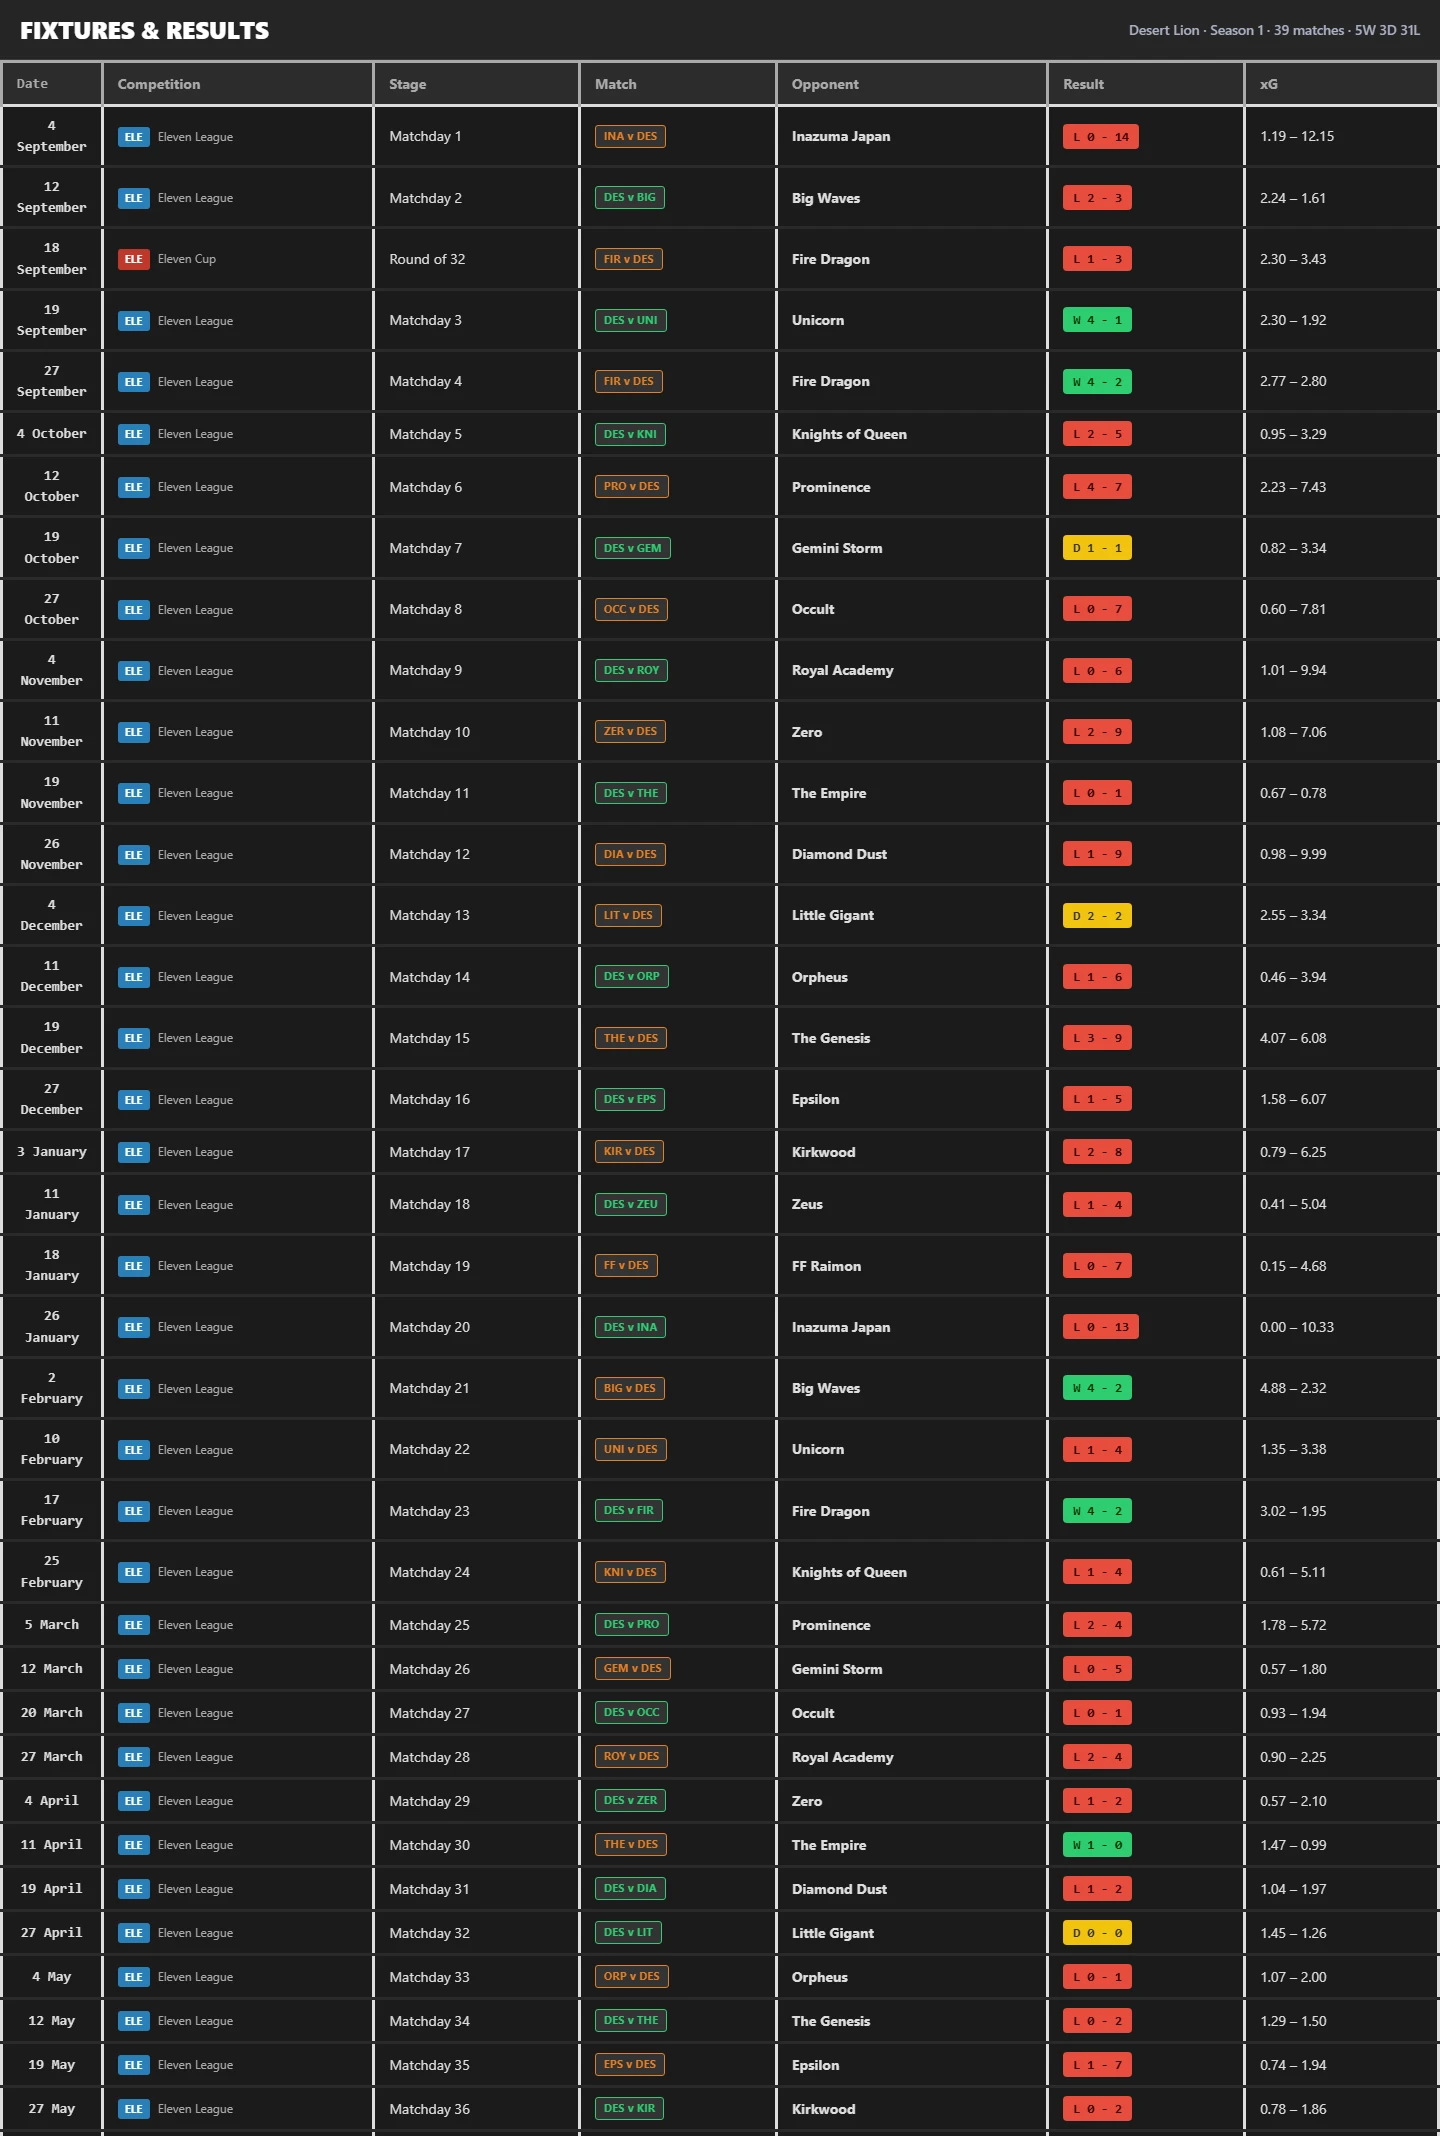 FIXTURES & RESULTS
Desert Lion · Season 1 · 39 matches · 5W 3D 31L
Date Competition Stage Match Opponent Result xG
4 September ELE Eleven League Matchday 1 INA v DES Inazuma Japan L 0 - 14 1.19 – 12.15
12 September ELE Eleven League Matchday 2 DES v BIG Big Waves L 2 - 3 2.24 – 1.61
18 September ELE Eleven Cup Round of 32 FIR v DES Fire Dragon L 1 - 3 2.30 – 3.43
19 September ELE Eleven League Matchday 3 DES v UNI Unicorn W 4 - 1 2.30 – 1.92
27 September ELE Eleven League Matchday 4 FIR v DES Fire Dragon W 4 - 2 2.77 – 2.80
4 October ELE Eleven League Matchday 5 DES v KNI Knights of Queen L 2 - 5 0.95 – 3.29
12 October ELE Eleven League Matchday 6 PRO v DES Prominence L 4 - 7 2.23 – 7.43
19 October ELE Eleven League Matchday 7 DES v GEM Gemini Storm D 1 - 1 0.82 – 3.34
27 October ELE Eleven League Matchday 8 OCC v DES Occult L 0 - 7 0.60 – 7.81
4 November ELE Eleven League Matchday 9 DES v ROY Royal Academy L 0 - 6 1.01 – 9.94
11 November ELE Eleven League Matchday 10 ZER v DES Zero L 2 - 9 1.08 – 7.06
19 November ELE Eleven League Matchday 11 DES v THE The Empire L 0 - 1 0.67 – 0.78
26 November ELE Eleven League Matchday 12 DIA v DES Diamond Dust L 1 - 9 0.98 – 9.99
4 December ELE Eleven League Matchday 13 LIT v DES Little Gigant D 2 - 2 2.55 – 3.34
11 December ELE Eleven League Matchday 14 DES v ORP Orpheus L 1 - 6 0.46 – 3.94
19 December ELE Eleven League Matchday 15 THE v DES The Genesis L 3 - 9 4.07 – 6.08
27 December ELE Eleven League Matchday 16 DES v EPS Epsilon L 1 - 5 1.58 – 6.07
3 January ELE Eleven League Matchday 17 KIR v DES Kirkwood L 2 - 8 0.79 – 6.25
11 January ELE Eleven League Matchday 18 DES v ZEU Zeus L 1 - 4 0.41 – 5.04
18 January ELE Eleven League Matchday 19 FF v DES FF Raimon L 0 - 7 0.15 – 4.68
26 January ELE Eleven League Matchday 20 DES v INA Inazuma Japan L 0 - 13 0.00 – 10.33
2 February ELE Eleven League Matchday 21 BIG v DES Big Waves W 4 - 2 4.88 – 2.32
10 February ELE Eleven League Matchday 22 UNI v DES Unicorn L 1 - 4 1.35 – 3.38
17 February ELE Eleven League Matchday 23 DES v FIR Fire Dragon W 4 - 2 3.02 – 1.95
25 February ELE Eleven League Matchday 24 KNI v DES Knights of Queen L 1 - 4 0.61 – 5.11
5 March ELE Eleven League Matchday 25 DES v PRO Prominence L 2 - 4 1.78 – 5.72
12 March ELE Eleven League Matchday 26 GEM v DES Gemini Storm L 0 - 5 0.57 – 1.80
20 March ELE Eleven League Matchday 27 DES v OCC Occult L 0 - 1 0.93 – 1.94
27 March ELE Eleven League Matchday 28 ROY v DES Royal Academy L 2 - 4 0.90 – 2.25
4 April ELE Eleven League Matchday 29 DES v ZER Zero L 1 - 2 0.57 – 2.10
11 April ELE Eleven League Matchday 30 THE v DES The Empire W 1 - 0 1.47 – 0.99
19 April ELE Eleven League Matchday 31 DES v DIA Diamond Dust L 1 - 2 1.04 – 1.97
27 April ELE Eleven League Matchday 32 DES v LIT Little Gigant D 0 - 0 1.45 – 1.26
4 May ELE Eleven League Matchday 33 ORP v DES Orpheus L 0 - 1 1.07 – 2.00
12 May ELE Eleven League Matchday 34 DES v THE The Genesis L 0 - 2 1.29 – 1.50
19 May ELE Eleven League Matchday 35 EPS v DES Epsilon L 1 - 7 0.74 – 1.94
27 May ELE Eleven League Matchday 36 DES v KIR Kirkwood L 0 - 2 0.78 – 1.86